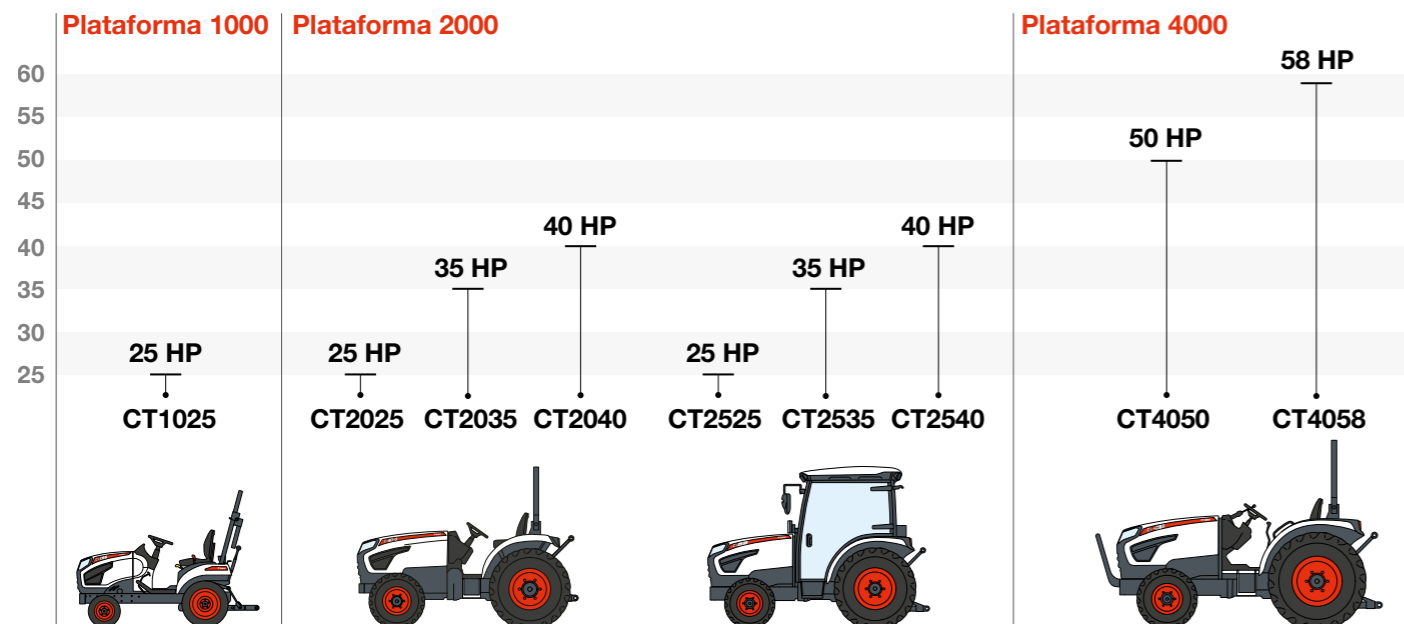 Plataforma 1000
Plataforma 2000
Plataforma 4000
60
55
50
45
40
35
30
25
25 HP
25 HP
35 HP
40 HP
25 HP
35 HP
40 HP
50 HP
58 HP
CT1025
CT2025
CT2035
CT2040
CT2525
CT2535
CT2540
CT4050
CT4058